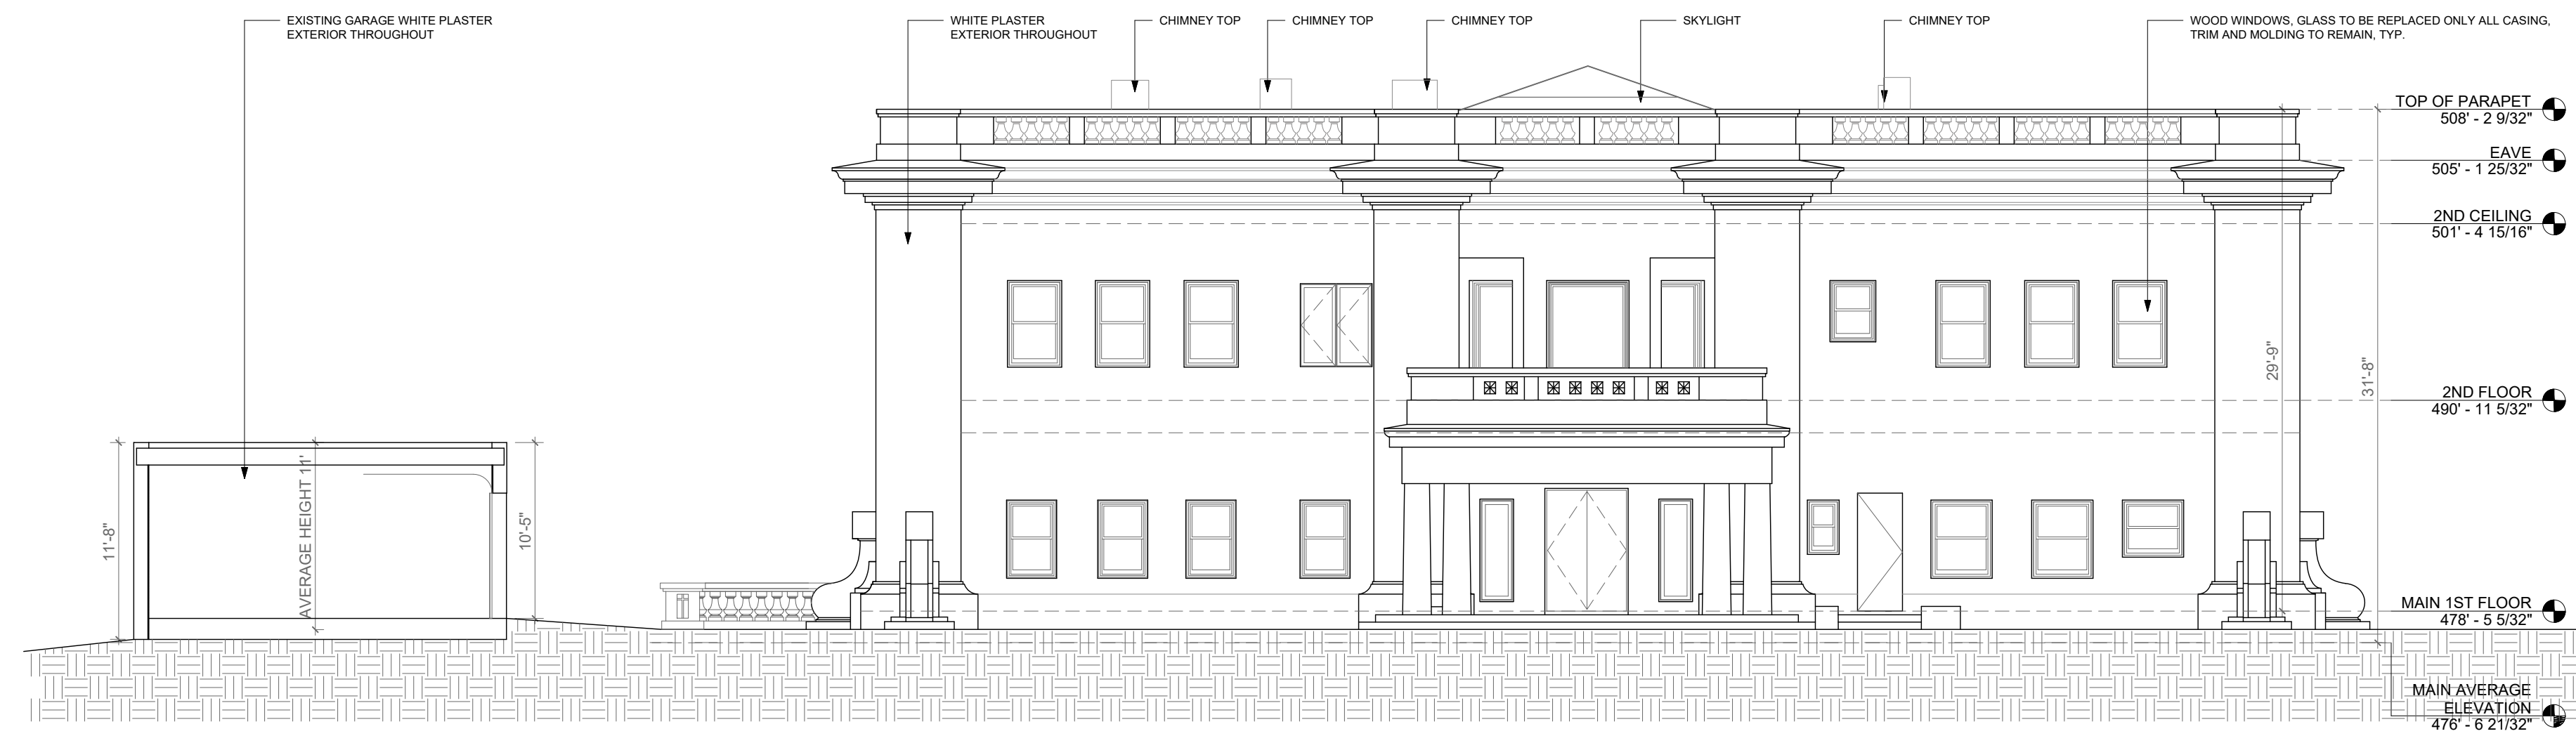 EXISTING GARAGE WHITE PLASTER
EXTERIOR THROUGHOUT
WHITE PLASTER
EXTERIOR THROUGHOUT
CHIMNEY TOP
CHIMNEY TOP
CHIMNEY TOP
SKYLIGHT
CHIMNEY TOP
WOOD WINDOWS, GLASS TO BE REPLACED ONLY ALL CASING,
TRIM AND MOLDING TO REMAIN, TYP.
TOP OF PARAPET
508' - 2 9/32"
EAVE
505' - 1 25/32"
2ND CEILING
501' - 4 15/16"
29'-9"
31'-8"
2ND FLOOR
490' - 11 5/32"
11'-8"
AVERAGE HEIGHT 11'
10'-5"
MAIN 1ST FLOOR
478' - 5 5/32"
MAIN AVERAGE
ELEVATION
476' - 6 21/32"